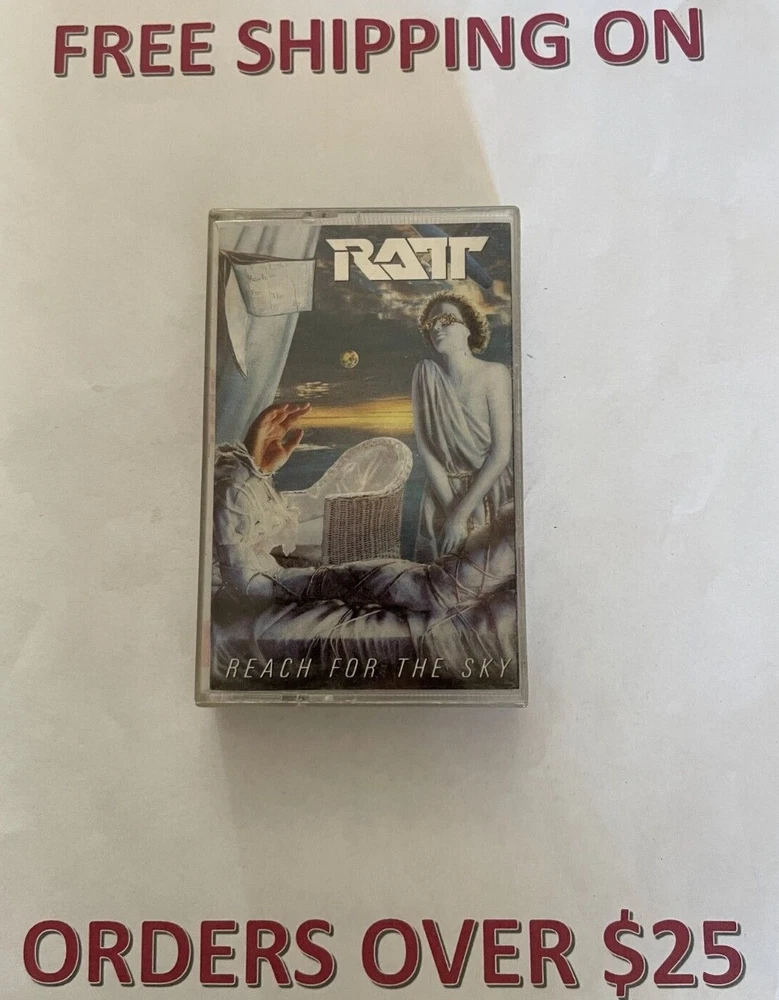 FREE SHIPPING ON
RATT
REACH FOR THE SKY
ORDERS OVER $25